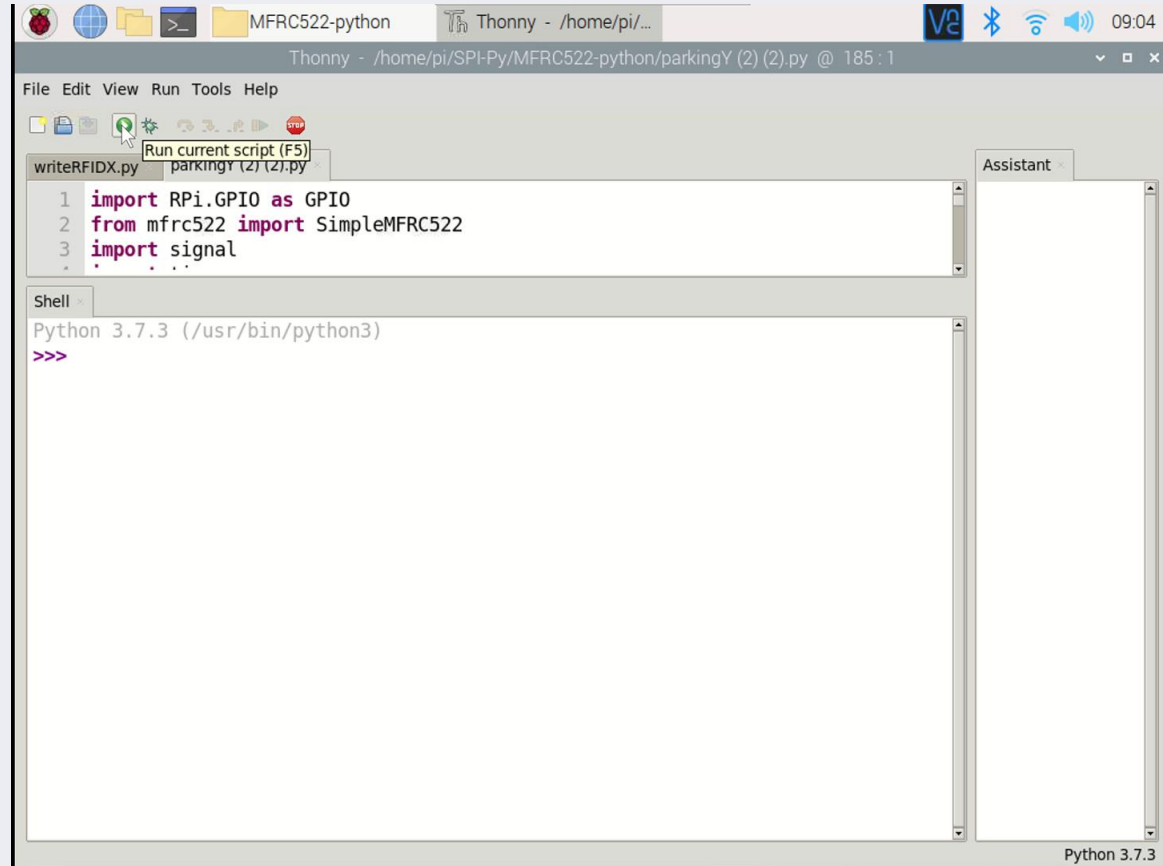 MFRC522-python
Thonny - /home/pi/...
09:04
Thonny - /home/pi/SPI-Py/MFRC522-python/parkingY (2) (2).py @ 185 : 1
File Edit View Run Tools Help
STOP
Run current script (F5)
writeRFIDX.py
parkingY (2) (2).py
Assistant
1 import RPi.GPIO as GPIO
2 from mfrc522 import SimpleMFRC522
3 import signal
Shell
Python 3.7.3 (/usr/bin/python3)
>>>
Python 3.7.3